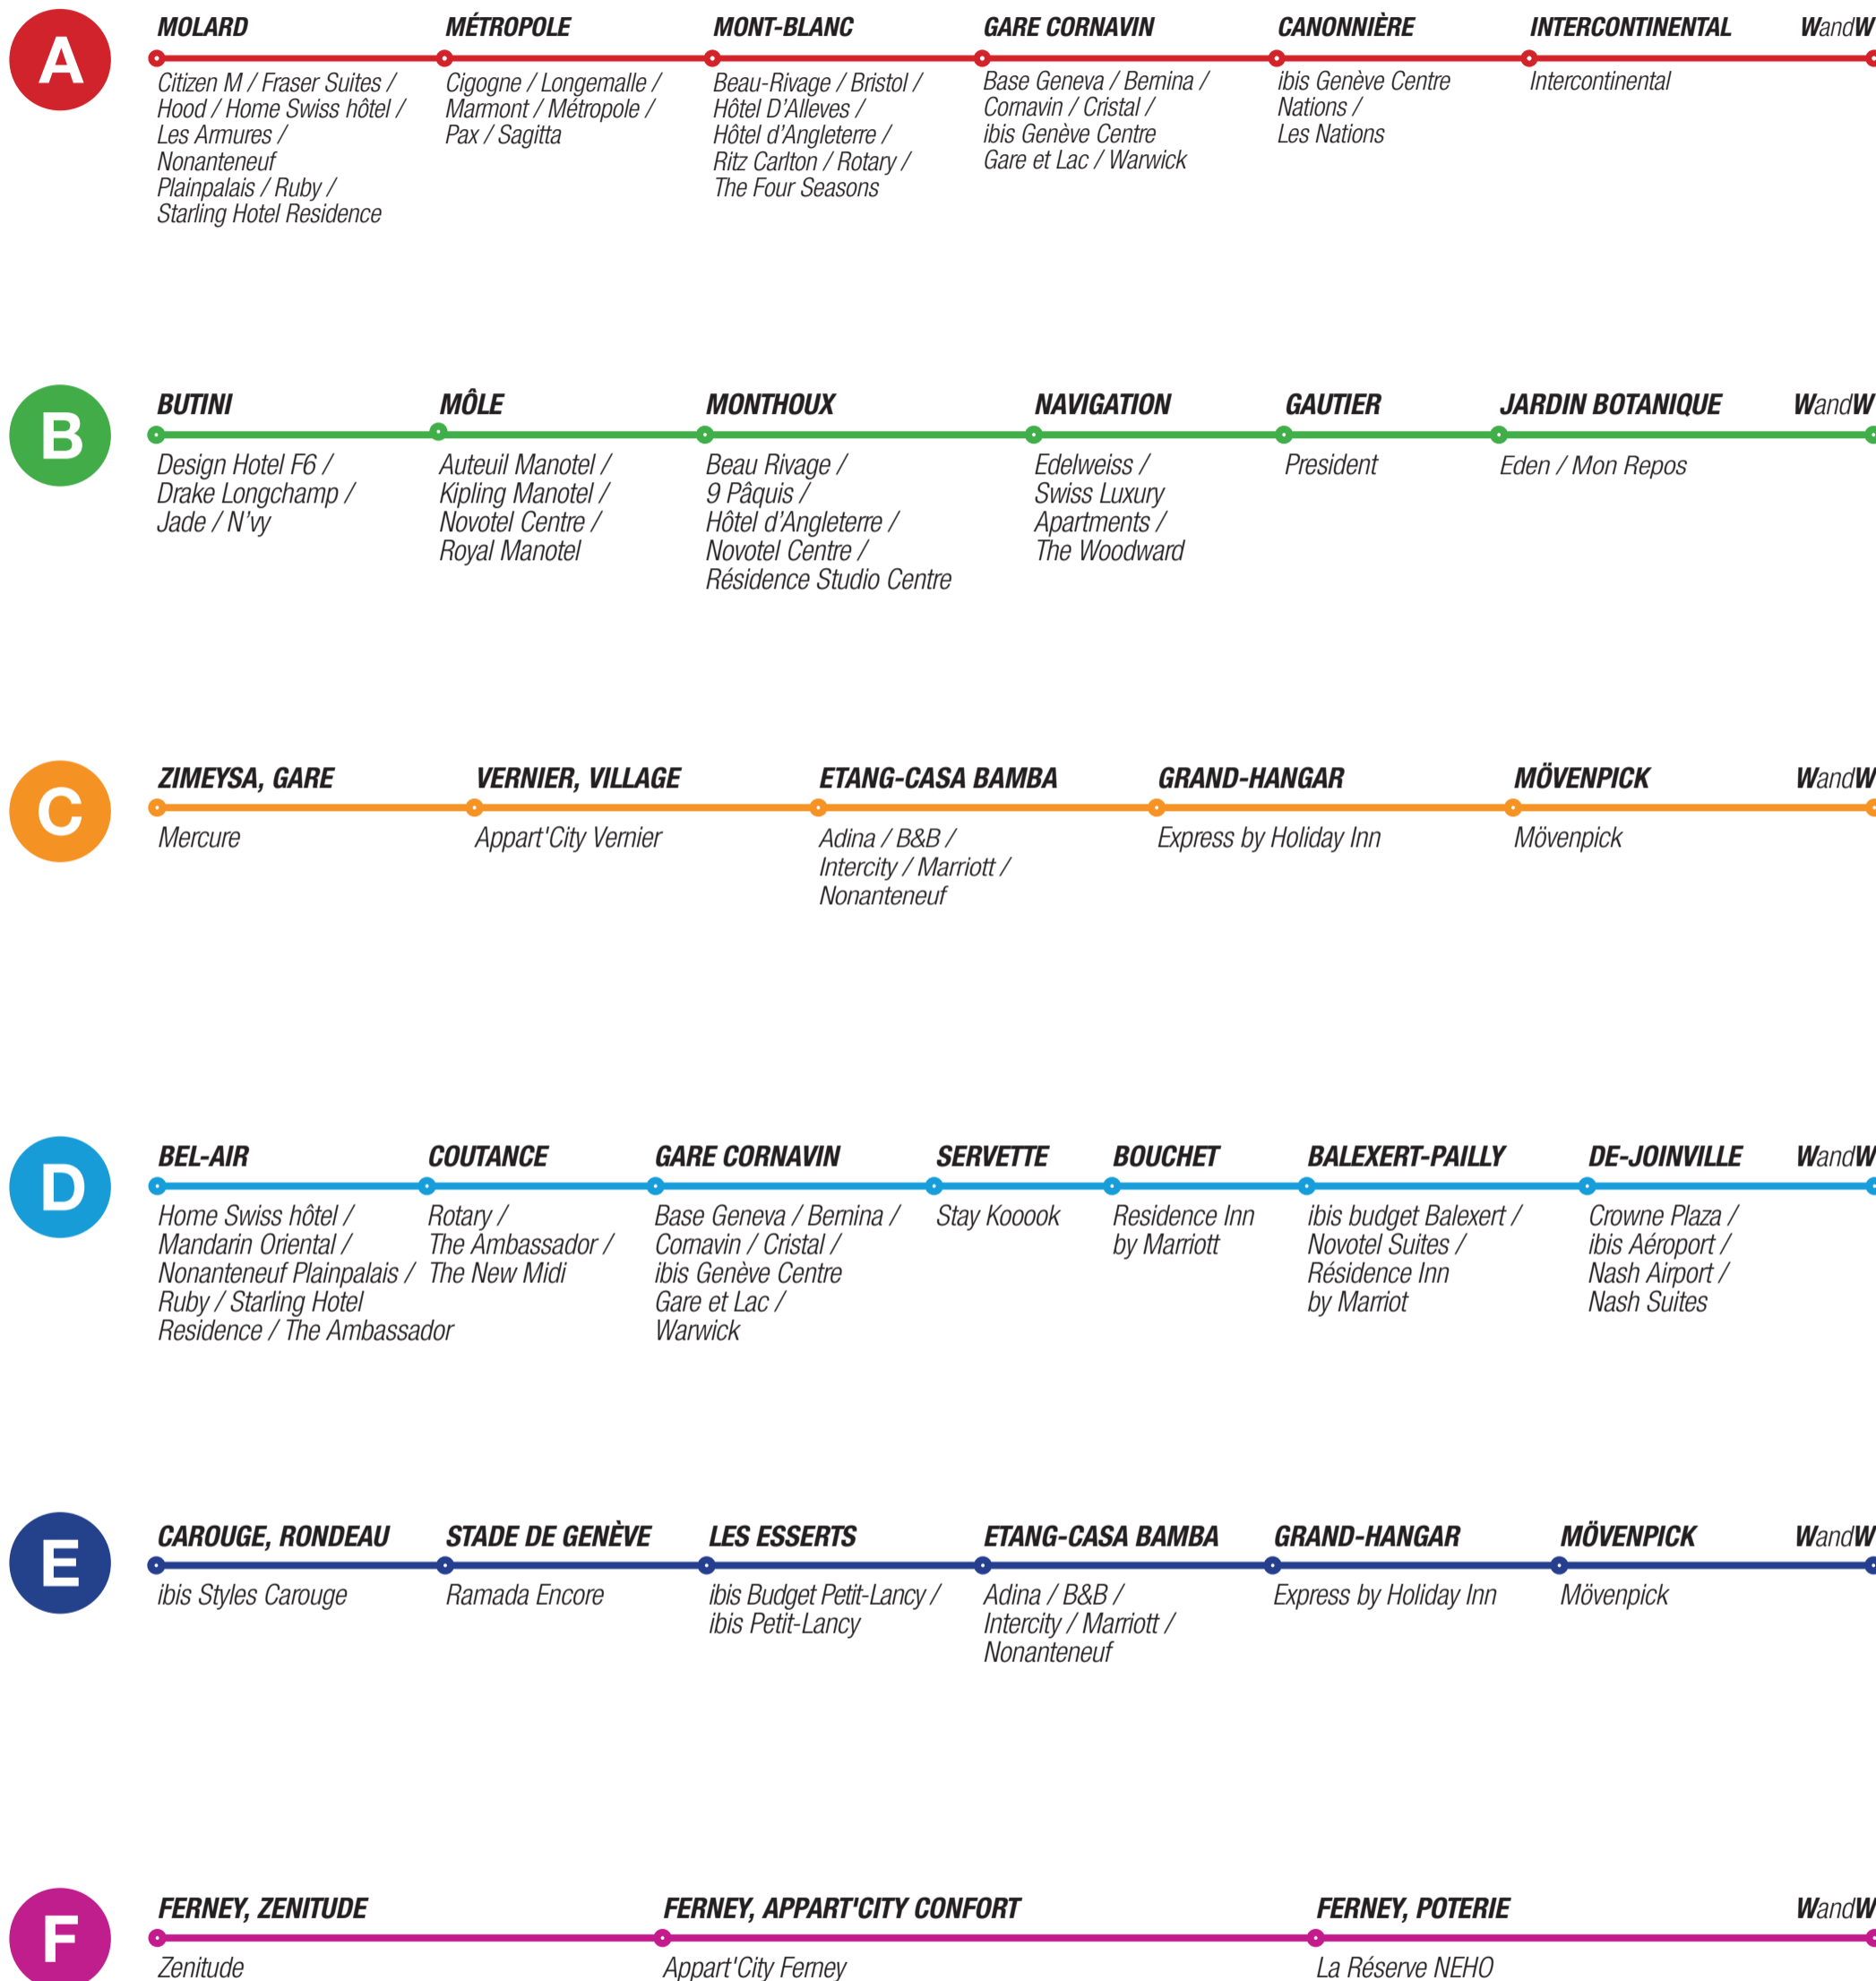 A
MOLARD
MÉTROPOLE
MONT-BLANC
GARE CORNAVIN
CANONNIÈRE
INTERCONTINENTAL
WandW
Citizen M / Fraser Suites /
Hood / Home Swiss hôtel /
Les Armures /
Nonanteneuf
Plainpalais / Ruby /
Starling Hotel Residence
Cigogne / Longemalle /
Marmont / Métropole /
Pax / Sagitta
Beau-Rivage / Bristol /
Hôtel D'Alleves /
Hôtel d'Angleterre /
Ritz Carlton / Rotary /
The Four Seasons
Base Geneva / Bernina /
Cornavin / Cristal /
ibis Genève Centre
Gare et Lac / Warwick
ibis Genève Centre
Nations /
Les Nations
Intercontinental
B
BUTINI
MÔLE
MONTHOUX
NAVIGATION
GAUTIER
JARDIN BOTANIQUE
WandW
Design Hotel F6 /
Drake Longchamp /
Jade / N'vy
Auteuil Manotel /
Kipling Manotel /
Novotel Centre /
Royal Manotel
Beau Rivage /
9 Pâquis /
Hôtel d'Angleterre /
Novotel Centre /
Résidence Studio Centre
Edelweiss /
Swiss Luxury
Apartments /
The Woodward
President
Eden / Mon Repos
C
ZIMEYSA, GARE
VERNIER, VILLAGE
ETANG-CASA BAMBA
GRAND-HANGAR
MÖVENPICK
WandW
Mercure
Appart'City Vernier
Adina / B&B /
Intercity / Marriott /
Nonanteneuf
Express by Holiday Inn
Mövenpick
D
BEL-AIR
COUTANCE
GARE CORNAVIN
SERVETTE
BOUCHET
BALEXERT-PAILLY
DE-JOINVILLE
WandW
Home Swiss hôtel /
Mandarin Oriental /
Nonanteneuf Plainpalais /
Ruby / Starling Hotel
Residence / The Ambassador
Rotary /
The Ambassador /
The New Midi
Base Geneva / Bernina /
Cornavin / Cristal /
ibis Genève Centre
Gare et Lac /
Warwick
Stay Kooook
Residence Inn
by Marriott
ibis budget Balexert /
Novotel Suites /
Résidence Inn
by Marriot
Crowne Plaza /
ibis Aéroport /
Nash Airport /
Nash Suites
E
CAROUGE, RONDEAU
STADE DE GENÈVE
LES ESSERTS
ETANG-CASA BAMBA
GRAND-HANGAR
MÖVENPICK
WandW
ibis Styles Carouge
Ramada Encore
ibis Budget Petit-Lancy /
ibis Petit-Lancy
Adina / B&B /
Intercity / Marriott /
Nonanteneuf
Express by Holiday Inn
Mövenpick
F
FERNEY, ZENITUDE
FERNEY, APPART'CITY CONFORT
FERNEY, POTERIE
WandW
Zenitude
Appart'City Ferney
La Réserve NEHO